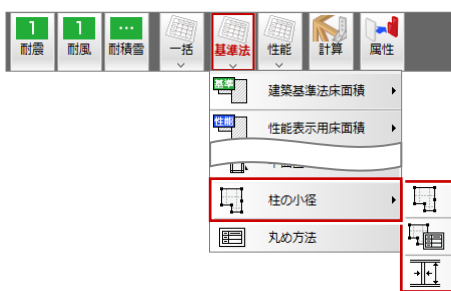 1 1 …
耐震 耐風 耐積雪 一括 基準法 性能 計算 属性
基準 建築基準法床面積
性能 性能表示用床面積
柱の小径
丸め方法